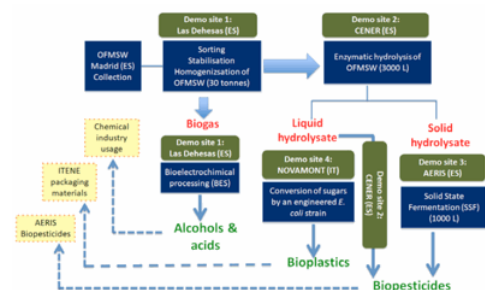 Demo site 1:
Las Dehesas (ES)
Demo site 2:
CENER (ES)
OFMSW
Madrid (ES)
Collection
Sorting
Stabilisation
Homogenizsation of
OFMSW (30 tonnes)
Enzymatic hydrolysis of
OFMSW (3000 L)
Biogas
Liquid
hydrolysate
Solid
hydrolysate
Chemical
industry
usage
Demo site 1:
Las Dehesas (ES)
Demo site 4:
NOVAMONT (IT)
Demo site 2:
CENER (ES)
Demo site 3:
AERIS (ES)
ITENE
packaging
materials
Bioelectrochimical
processing (BES)
Conversion of sugars
by an engineered E.
coli strain
Solid State
Fermentation (SSF)
(1000 L)
AERIS
Biopesticides
Alcohols &
acids
Bioplastics
Biopesticides